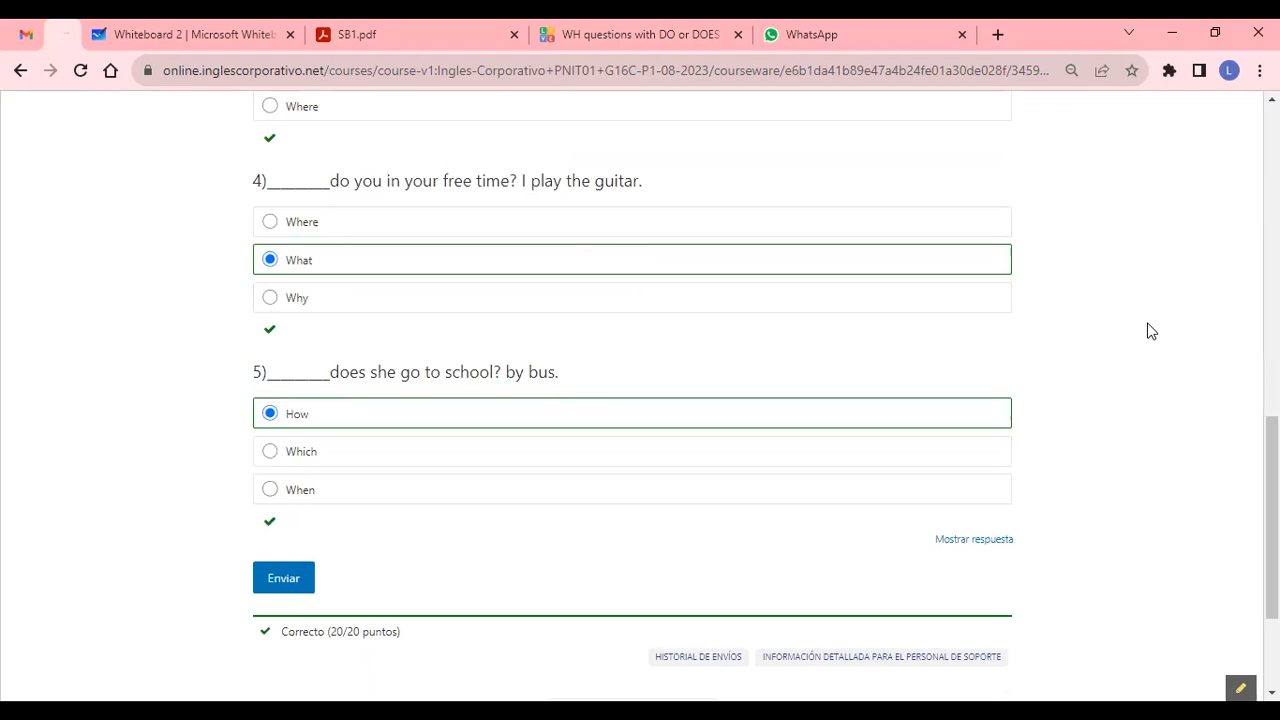 Whiteboard 2 | Microsoft Whiteb
SB1.pdf
WH questions with DO or DOES
WhatsApp
online.inglescorporativo.net/courses/course-v1:Ingles-Corporativo+PNIT01+G16C-P1-08-2023/courseware/e6b1da41b89e47a4b24fe01a30de028f/3459...
L
Where
4)_________do you in your free time? I play the guitar.
Where
What
Why
5)_________does she go to school? by bus.
How
Which
When
Mostrar respuesta
Enviar
Correcto (20/20 puntos)
HISTORIAL DE ENVÍOS
INFORMACIÓN DETALLADA PARA EL PERSONAL DE SOPORTE